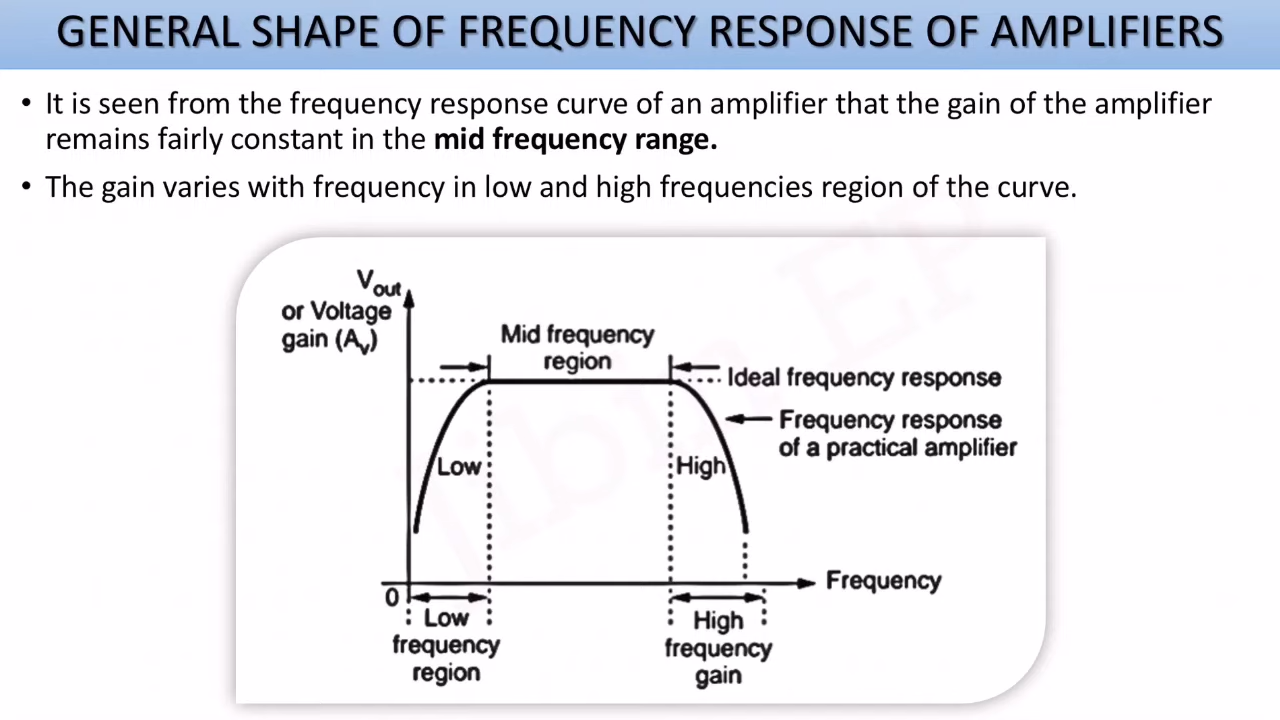 GENERAL SHAPE OF FREQUENCY RESPONSE OF AMPLIFIERS
• It is seen from the frequency response curve of an amplifier that the gain of the amplifier
remains fairly constant in the mid frequency range.
• The gain varies with frequency in low and high frequencies region of the curve.
Vout
or Voltage
gain (Av)
Mid frequency
region
Ideal frequency response
Frequency response
of a practical amplifier
Low
High
Frequency
0
Low
frequency
region
High
frequency
gain